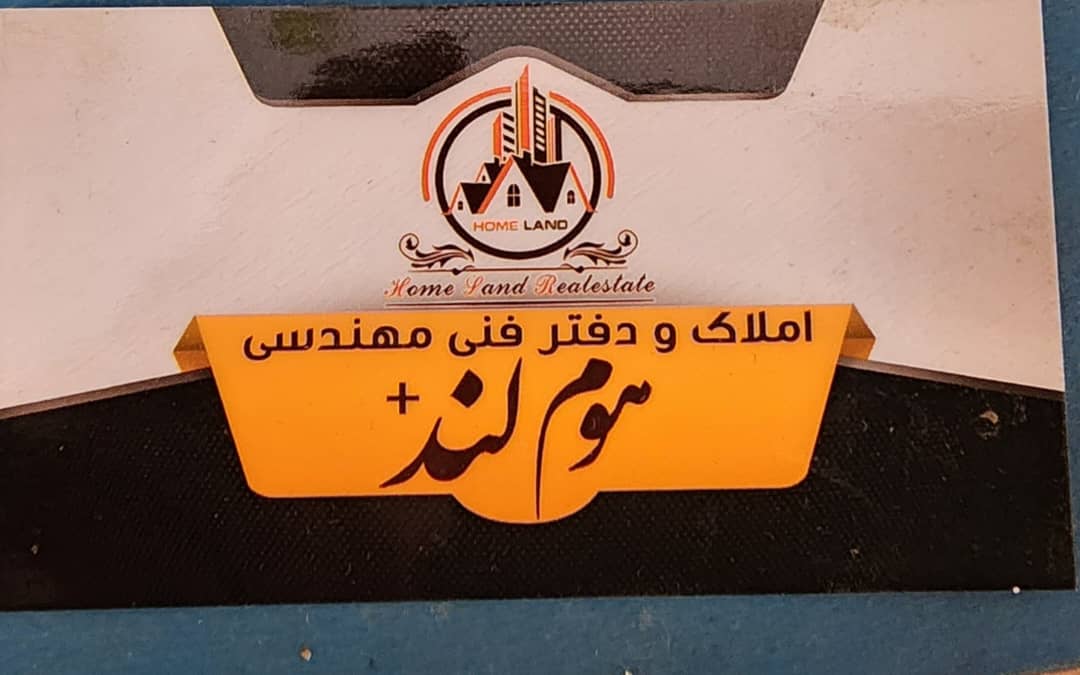 HOME LAND
Home Land Realestate
املاک و دفتر فنی مهندسی
هوم لند+